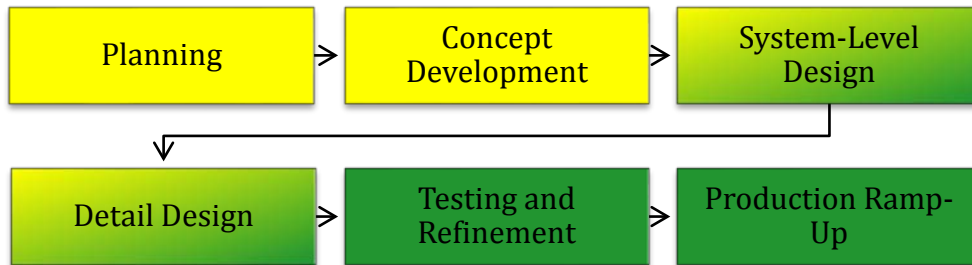 Planning
Concept
Development
System-Level
Design
Detail Design
Testing and
Refinement
Production Ramp-
Up